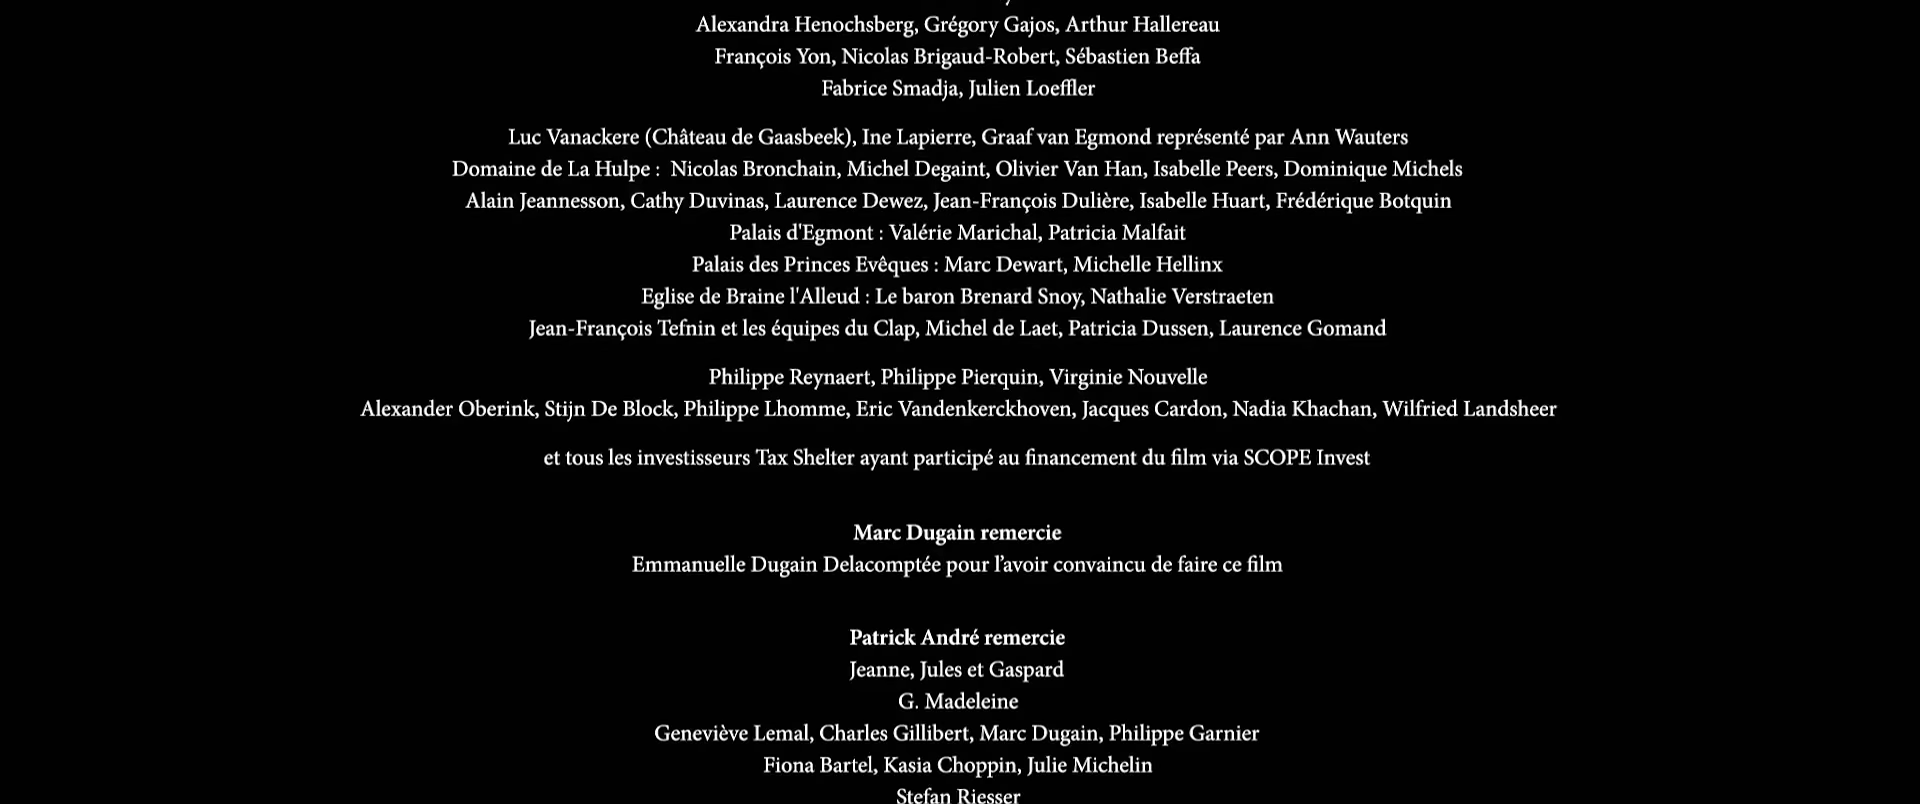 Alexandra Henochsberg, Grégory Gajos, Arthur Hallereau
François Yon, Nicolas Brigaud-Robert, Sébastien Beffa
Fabrice Smadja, Julien Loeffler
Luc Vanackere (Château de Gaasbeek), Ine Lapierre, Graaf van Egmond représenté par Ann Wauters
Domaine de La Hulpe : Nicolas Bronchain, Michel Degaint, Olivier Van Han, Isabelle Peers, Dominique Michels
Alain Jeannesson, Cathy Duvinas, Laurence Dewez, Jean-François Dulière, Isabelle Huart, Frédérique Botquin
Palais d'Egmont : Valérie Marichal, Patricia Malfait
Palais des Princes Evêques : Marc Dewart, Michelle Hellinx
Eglise de Braine l'Alleud : Le baron Brenard Snoy, Nathalie Verstraeten
Jean-François Tefnin et les équipes du Clap, Michel de Laet, Patricia Dussen, Laurence Gomand
Philippe Reynaert, Philippe Pierquin, Virginie Nouvelle
Alexander Oberink, Stijn De Block, Philippe Lhomme, Eric Vandenkerckhoven, Jacques Cardon, Nadia Khachan, Wilfried Landsheer
et tous les investisseurs Tax Shelter ayant participé au financement du film via SCOPE Invest
Marc Dugain remercie
Emmanuelle Dugain Delacomptée pour l’avoir convaincu de faire ce film
Patrick André remercie
Jeanne, Jules et Gaspard
G. Madeleine
Geneviève Lemal, Charles Gillibert, Marc Dugain, Philippe Garnier
Fiona Bartel, Kasia Choppin, Julie Michelin
Stefan Riesser